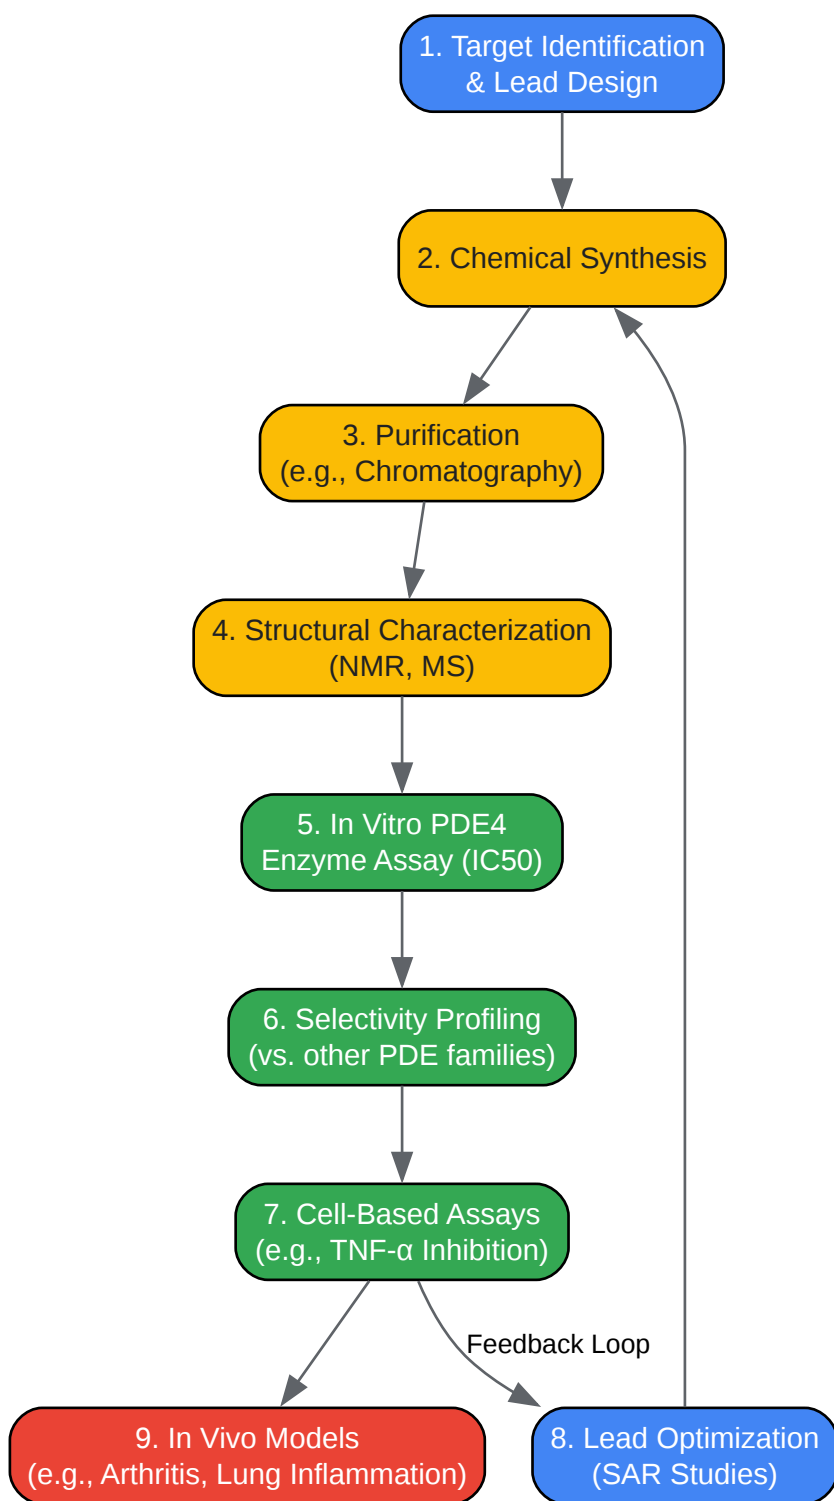 1. Target Identification
& Lead Design
2. Chemical Synthesis
3. Purification
(e.g., Chromatography)
4. Structural Characterization
(NMR, MS)
5. In Vitro PDE4
Enzyme Assay (IC50)
6. Selectivity Profiling
(vs. other PDE families)
7. Cell-Based Assays
(e.g., TNF-α Inhibition)
Feedback Loop
9. In Vivo Models
(e.g., Arthritis, Lung Inflammation)
8. Lead Optimization
(SAR Studies)